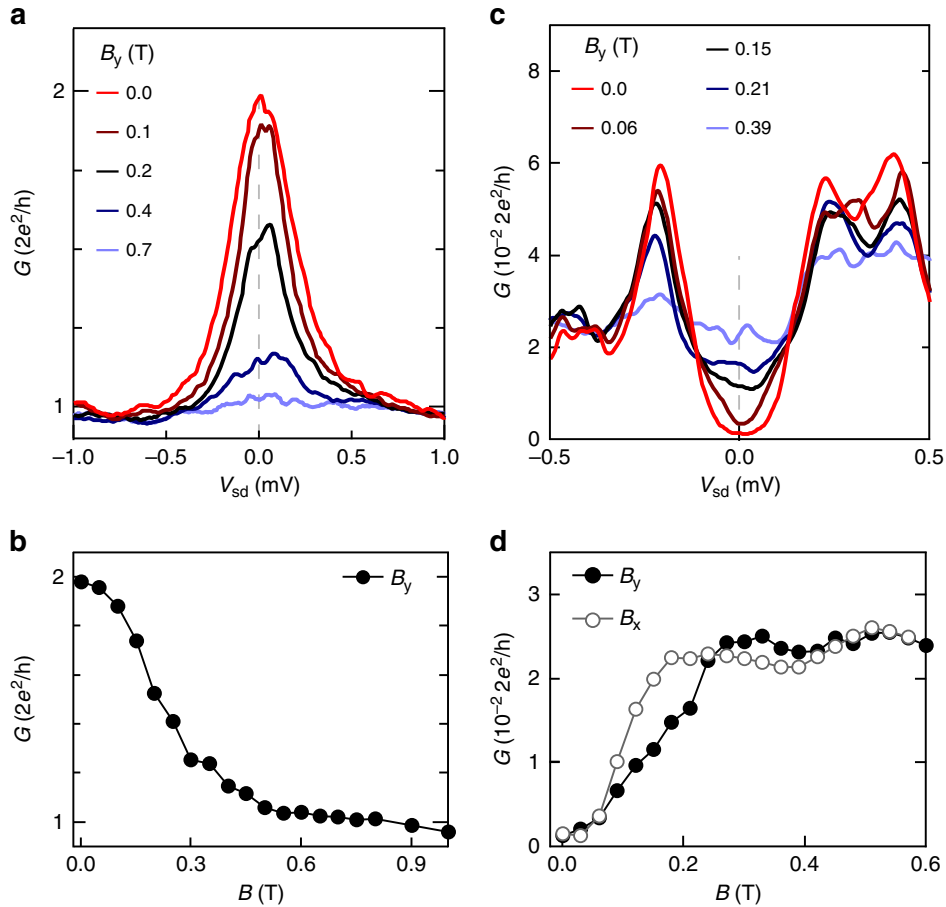 a
B_y (T)
0.0
0.1
0.2
0.4
0.7
G (2e²/h)
2
1
−1.0
−0.5
0.0
0.5
1.0
V_sd (mV)
c
B_y (T)
0.0
0.06
0.15
0.21
0.39
G (10⁻² 2e²/h)
8
6
4
2
0
−0.5
0.0
0.5
V_sd (mV)
b
B_y
G (2e²/h)
2
1
0.0
0.3
0.6
0.9
B (T)
d
B_y
B_x
G (10⁻² 2e²/h)
3
2
1
0
0.0
0.2
0.4
0.6
B (T)